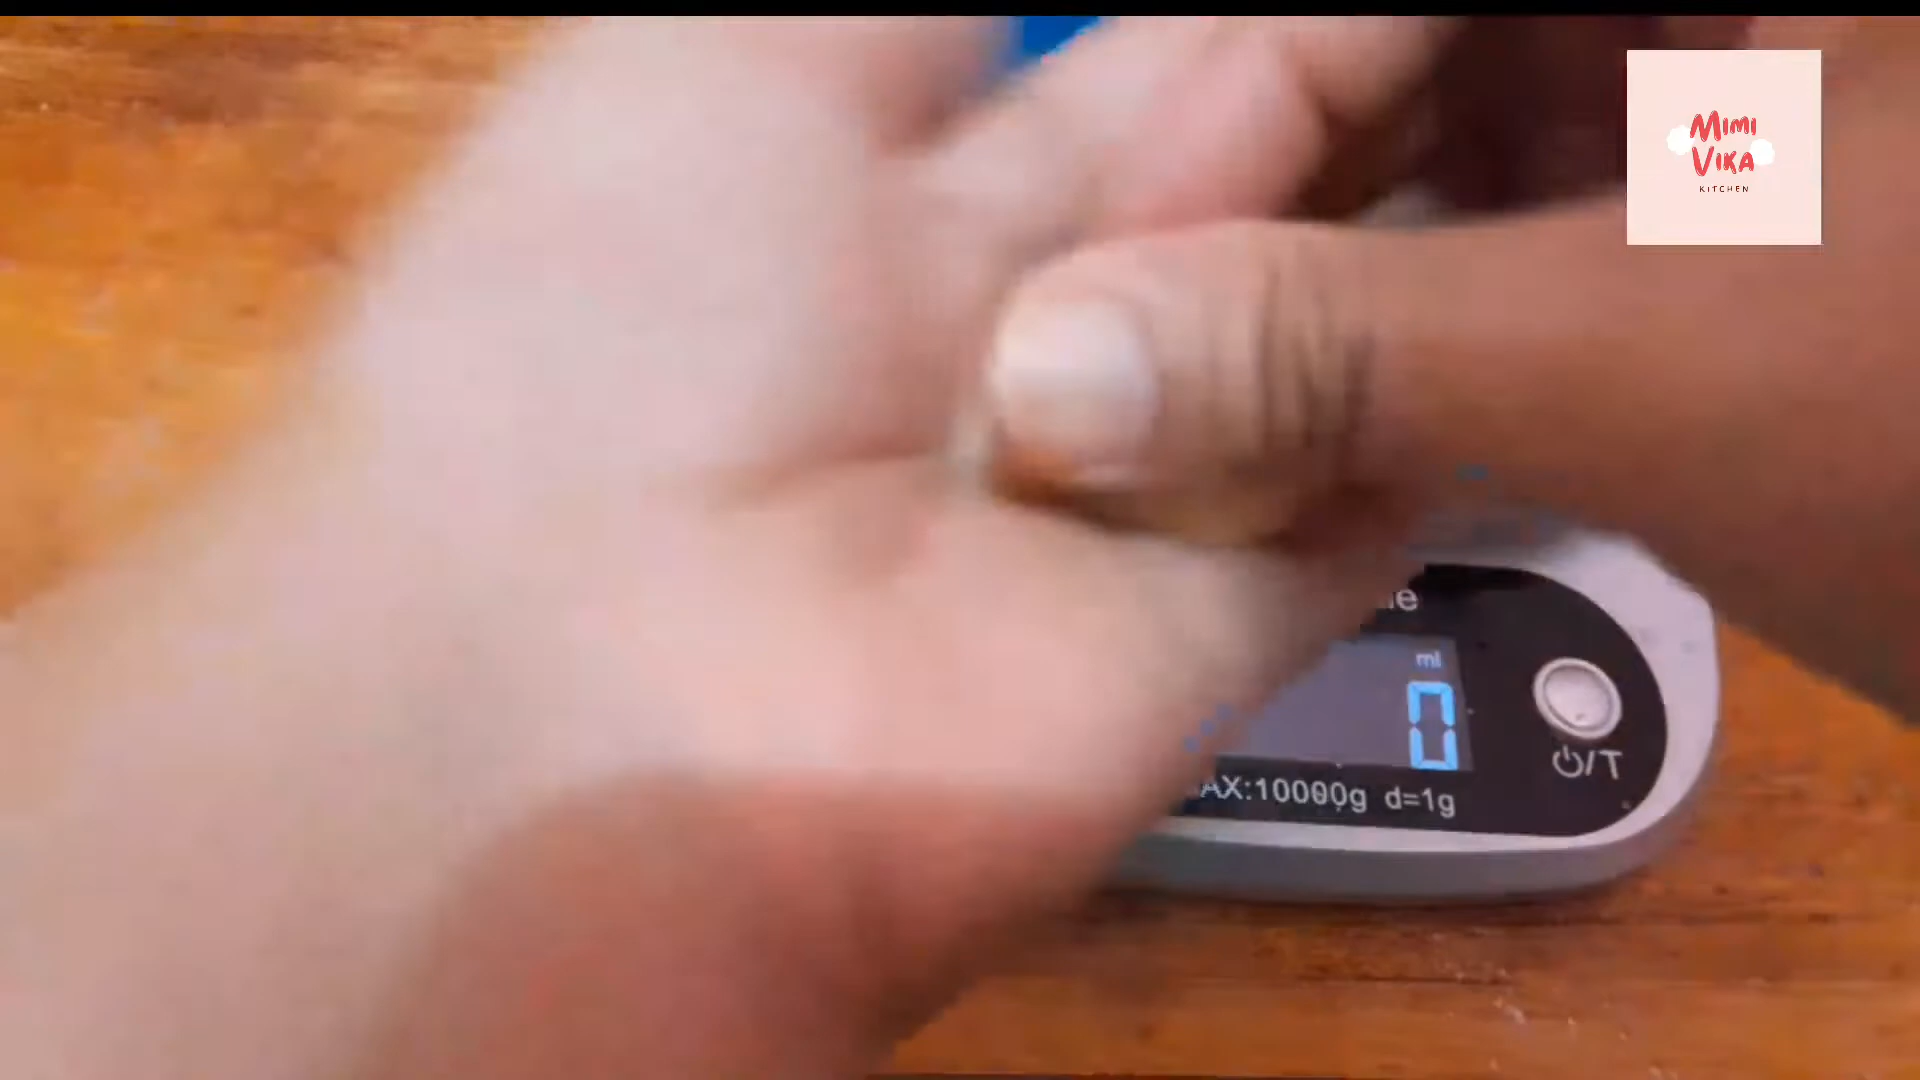 MIMI
VIKA
KITCHEN
ml
0
AX:10000g d=1g
/T